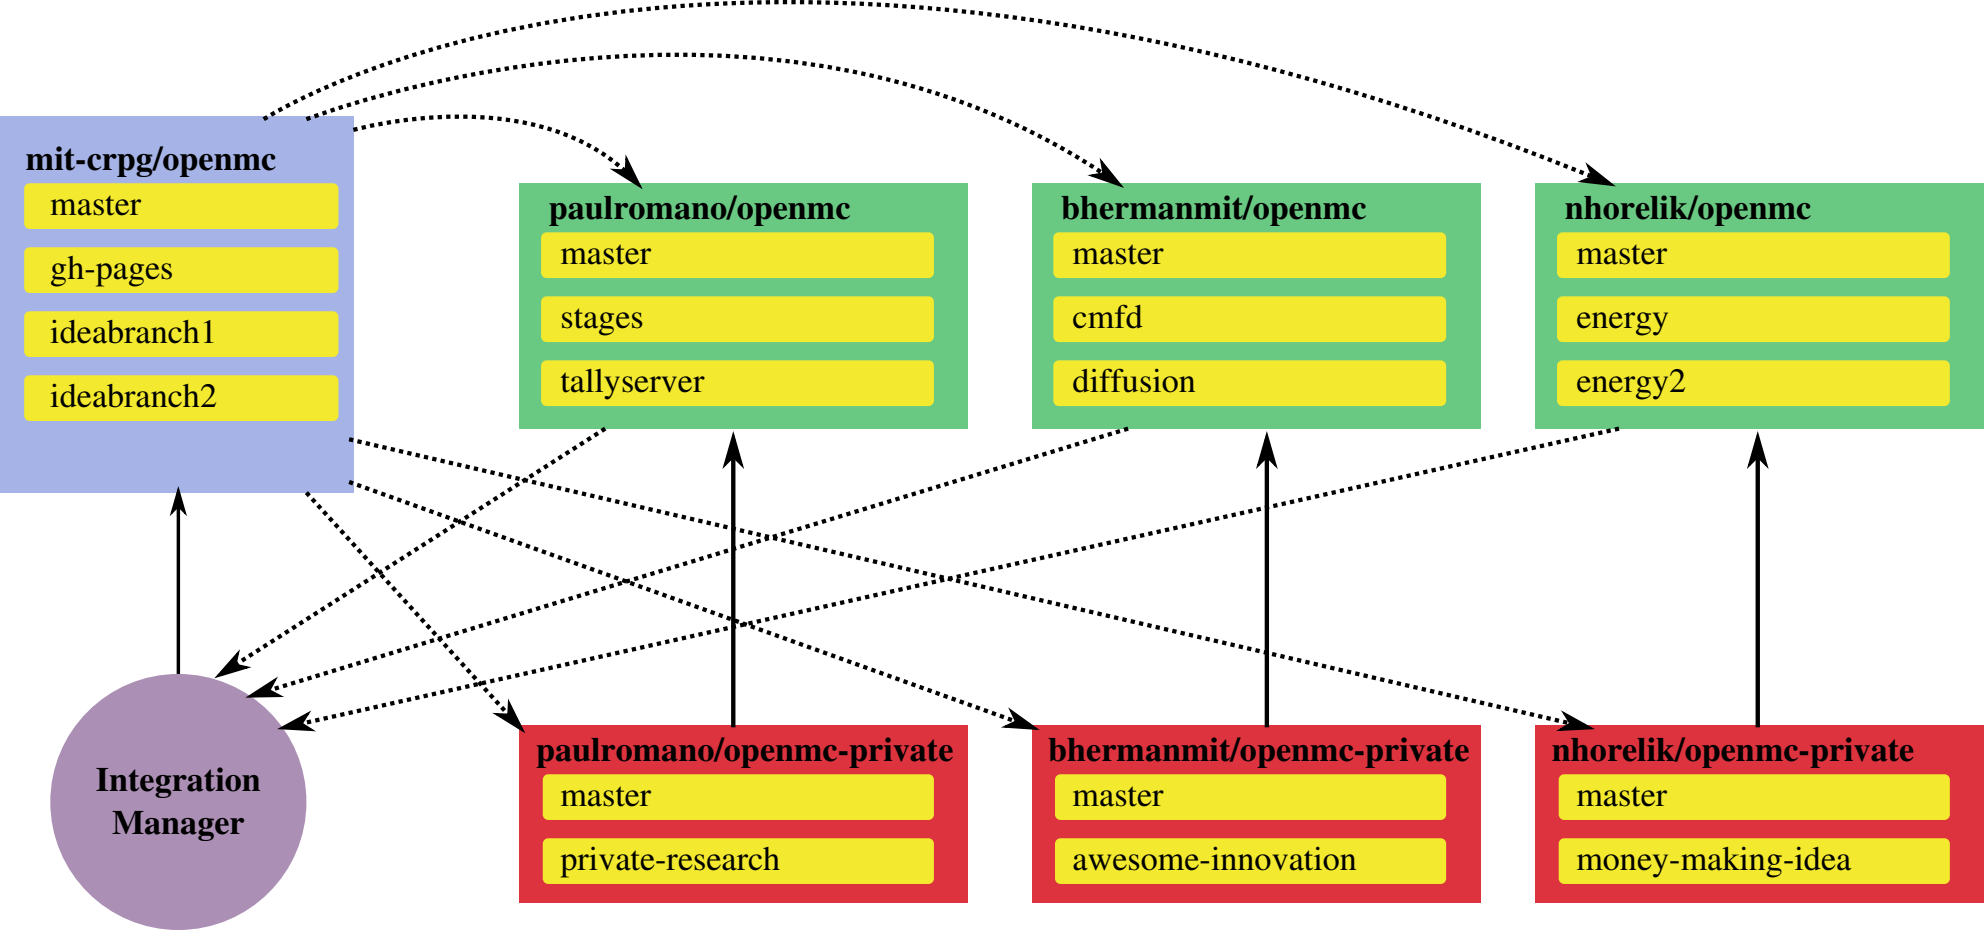 mit-crpg/openmc
master
gh-pages
ideabranch1
ideabranch2
paulromano/openmc
master
stages
tallyserver
bhermanmit/openmc
master
cmfd
diffusion
nhorelik/openmc
master
energy
energy2
Integration
Manager
paulromano/openmc-private
master
private-research
bhermanmit/openmc-private
master
awesome-innovation
nhorelik/openmc-private
master
money-making-idea